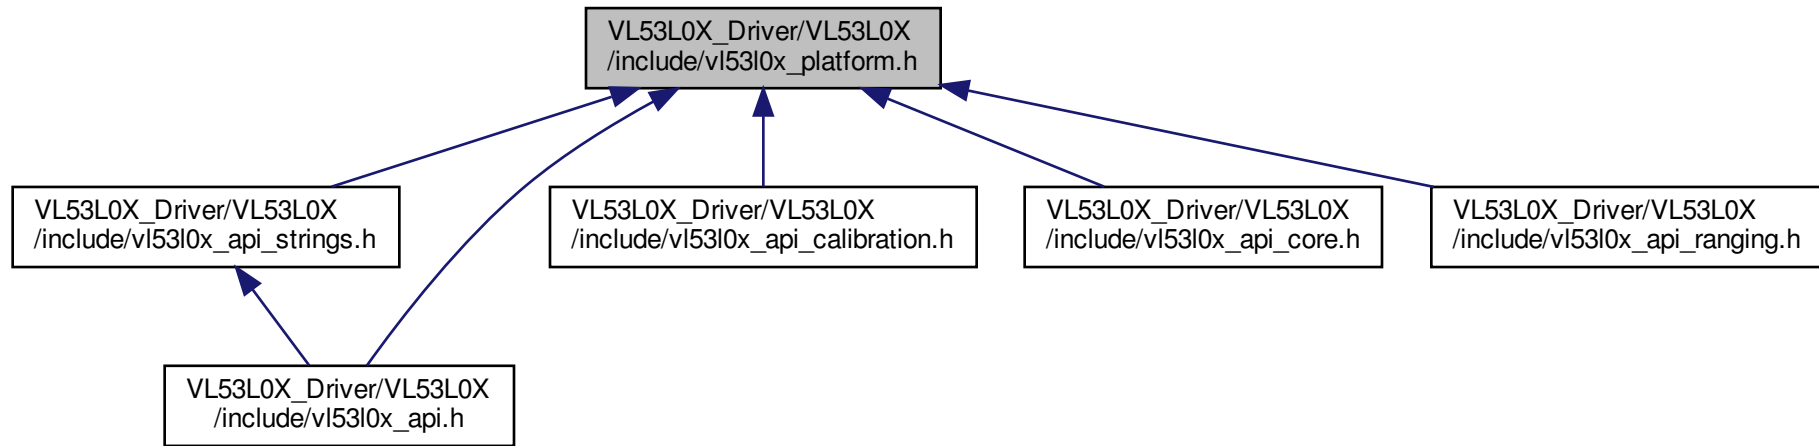 VL53L0X_Driver/VL53L0X
/include/vl53l0x_platform.h
VL53L0X_Driver/VL53L0X
/include/vl53l0x_api_strings.h
VL53L0X_Driver/VL53L0X
/include/vl53l0x_api_calibration.h
VL53L0X_Driver/VL53L0X
/include/vl53l0x_api_core.h
VL53L0X_Driver/VL53L0X
/include/vl53l0x_api_ranging.h
VL53L0X_Driver/VL53L0X
/include/vl53l0x_api.h